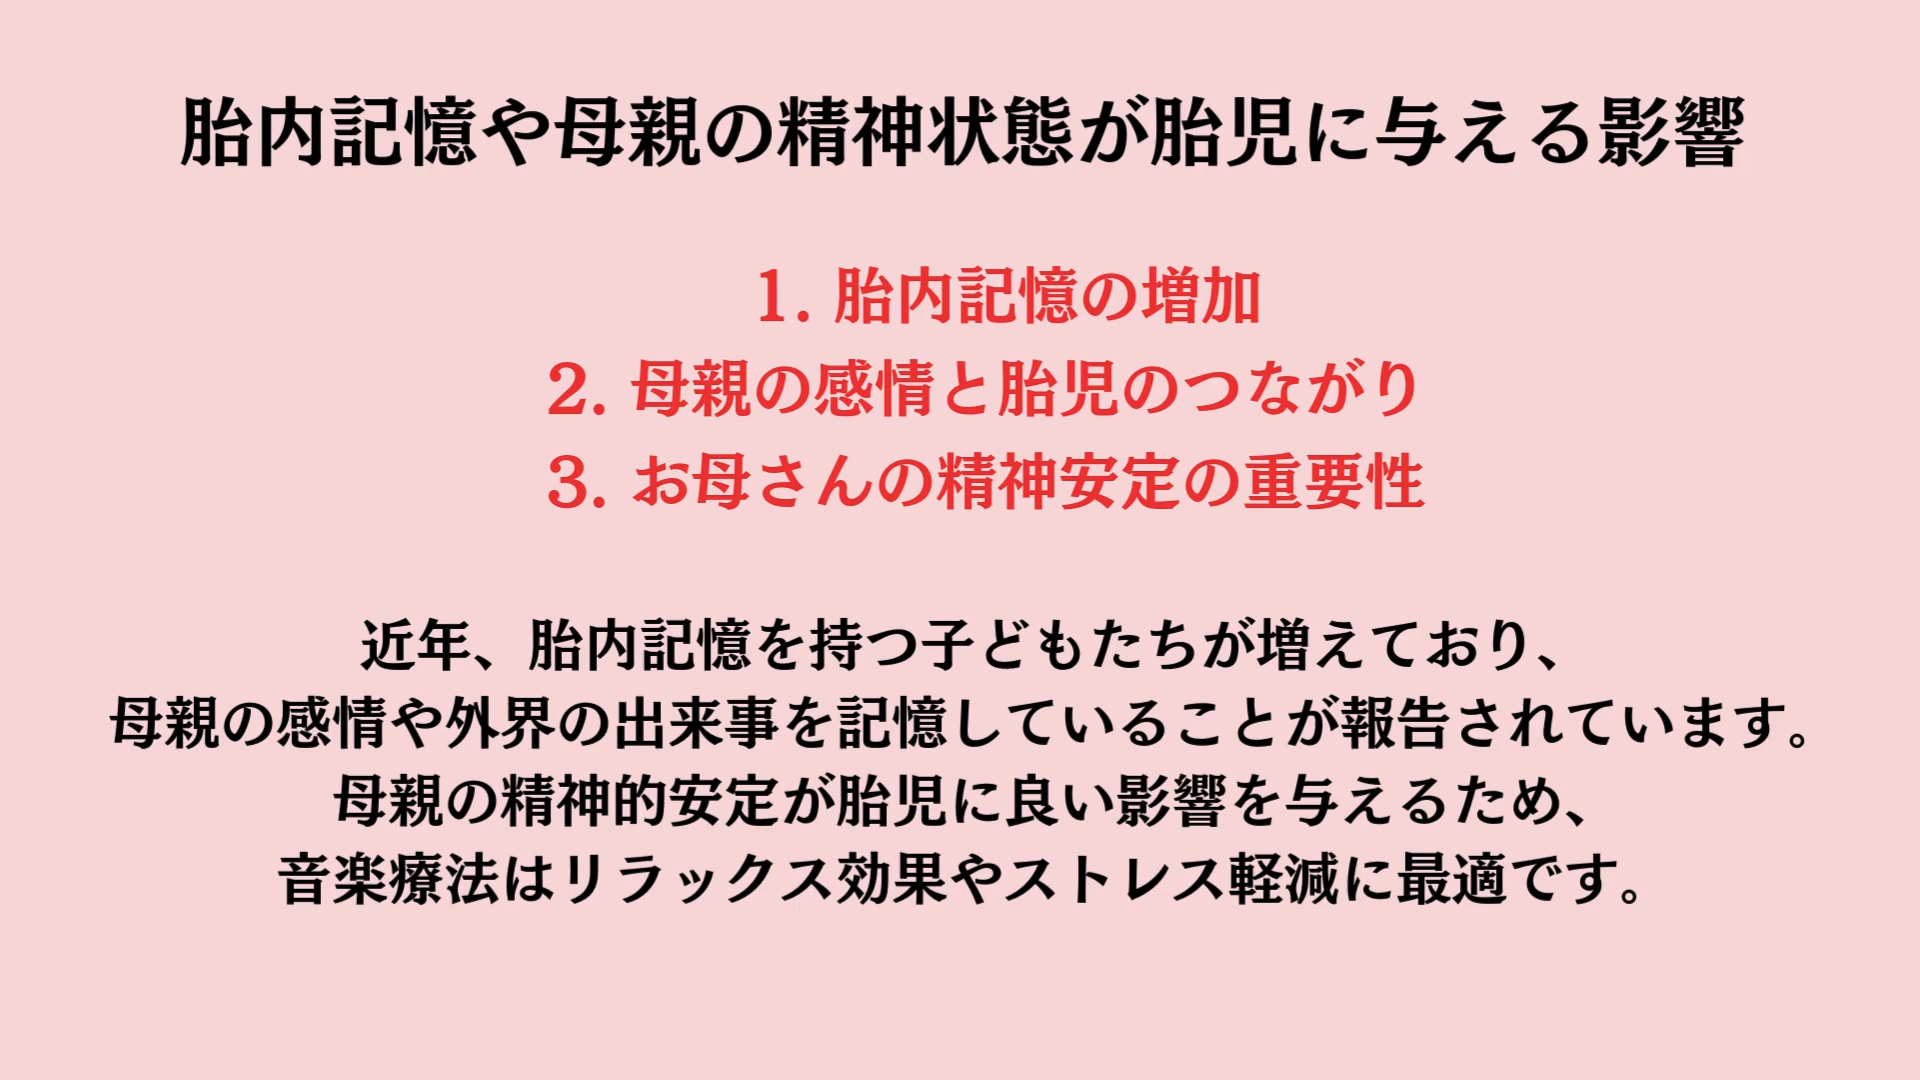 胎内記憶や母親の精神状態が胎児に与える影響
1. 胎内記憶の増加
2. 母親の感情と胎児のつながり
3. お母さんの精神安定の重要性
近年、胎内記憶を持つ子どもたちが増えており、
母親の感情や外界の出来事を記憶していることが報告されています。
母親の精神的安定が胎児に良い影響を与えるため、
音楽療法はリラックス効果やストレス軽減に最適です。